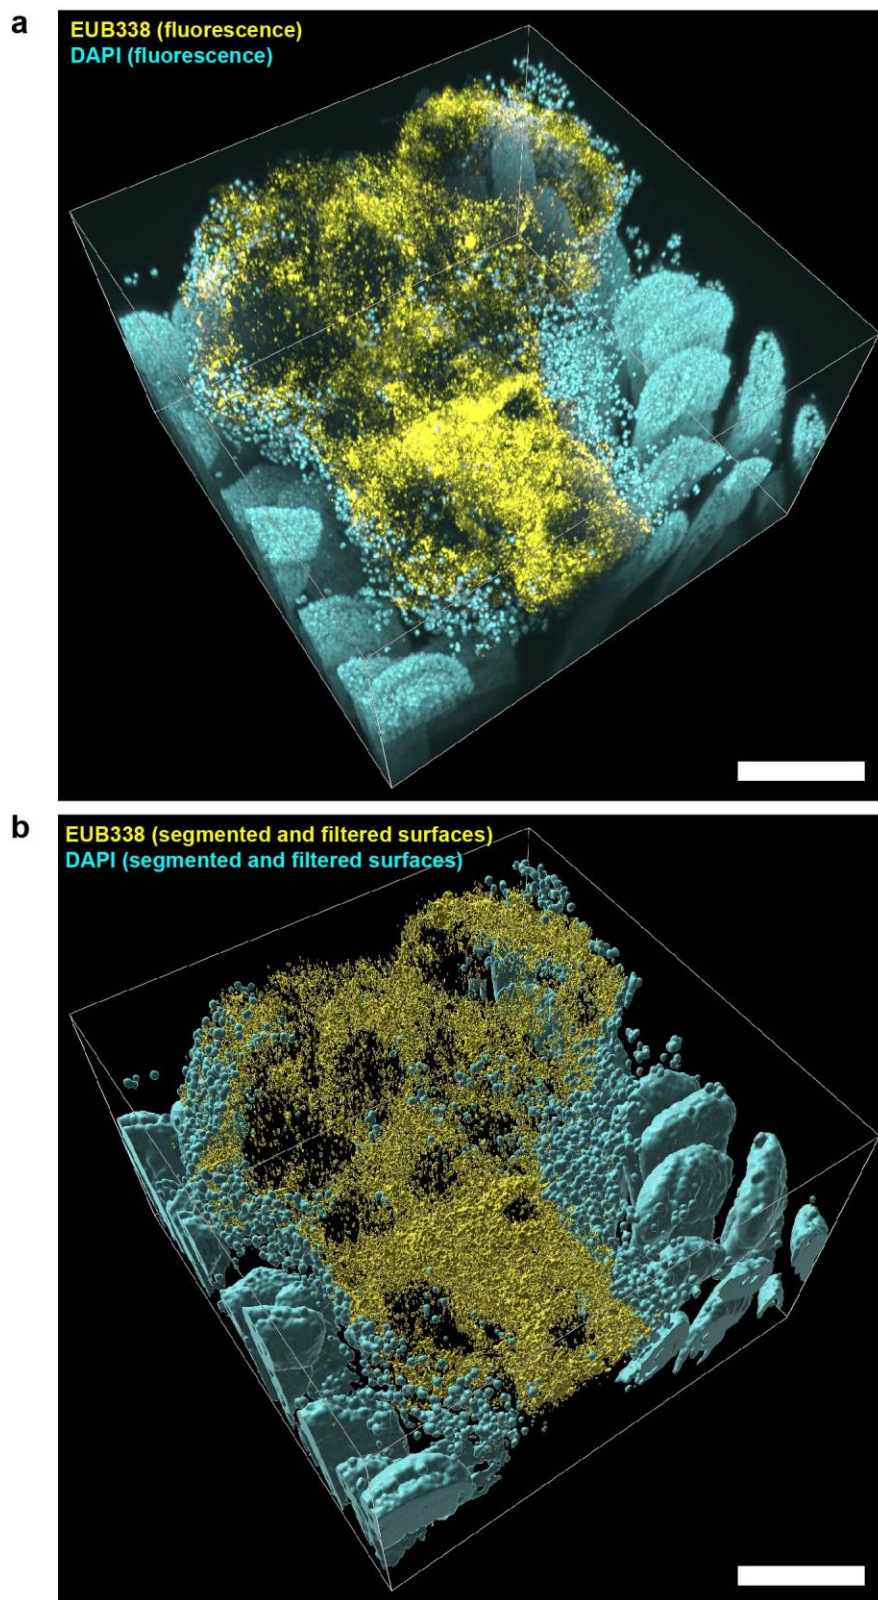 a
EUB338 (fluorescence)
DAPI (fluorescence)
b
EUB338 (segmented and filtered surfaces)
DAPI (segmented and filtered surfaces)